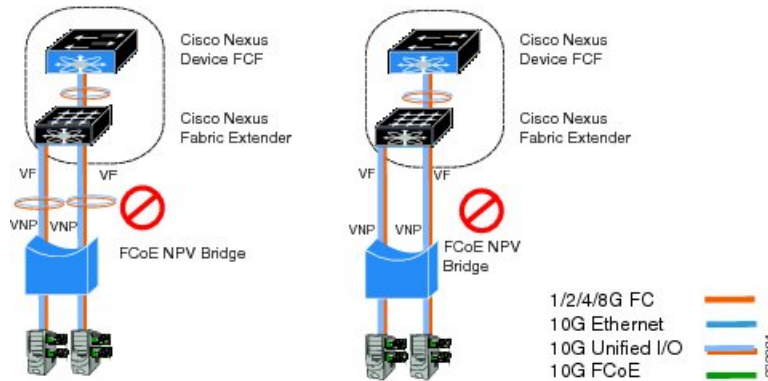 Cisco Nexus
Device FCF
Cisco Nexus
Fabric Extender
VF
VF
VNP
VNP
FCoE NPV Bridge
Cisco Nexus
Device FCF
Cisco Nexus
Fabric Extender
VF
VF
VNP
VNP
FCoE NPV
Bridge
1/2/4/8G FC
10G Ethernet
10G Unified I/O
10G FCoE